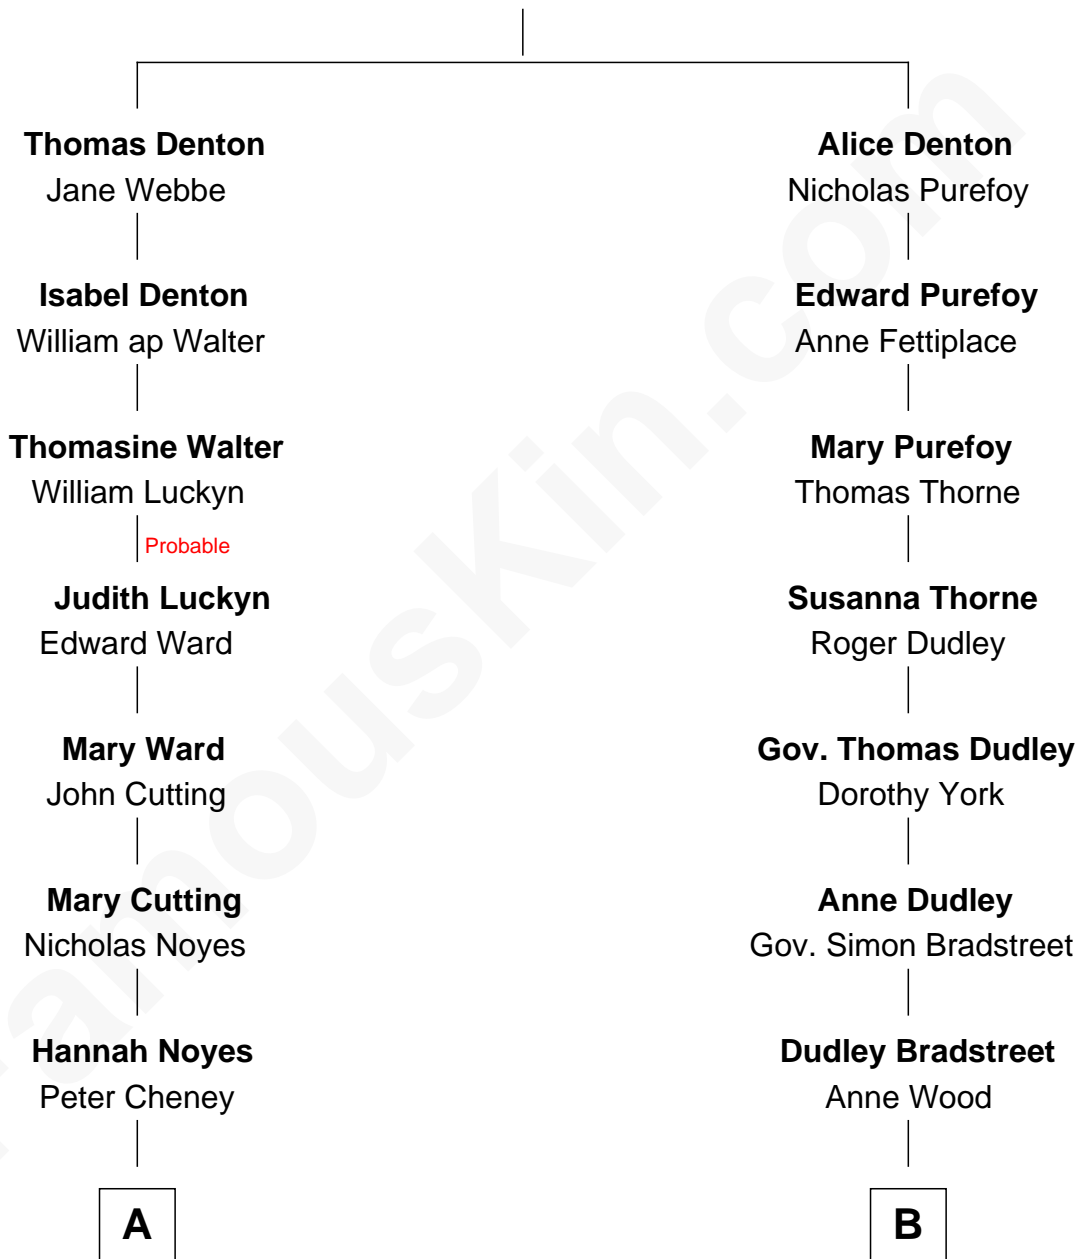 Thomas Denton
Jane Webbe
Isabel Denton
William ap Walter
Thomasine Walter
William Luckyn
Probable
Judith Luckyn
Edward Ward
Mary Ward
John Cutting
Mary Cutting
Nicholas Noyes
Hannah Noyes
Peter Cheney
A
Alice Denton
Nicholas Purefoy
Edward Purefoy
Anne Fettiplace
Mary Purefoy
Thomas Thorne
Susanna Thorne
Roger Dudley
Gov. Thomas Dudley
Dorothy York
Anne Dudley
Gov. Simon Bradstreet
Dudley Bradstreet
Anne Wood
B
FamousKin.com